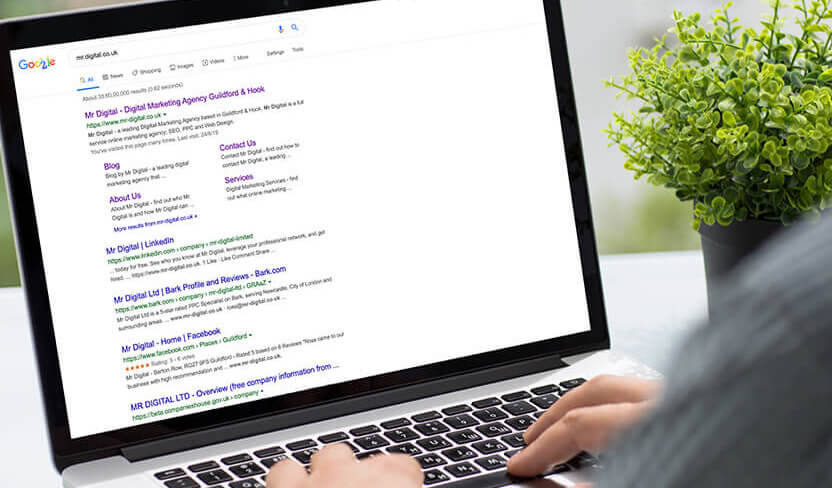 Google
mr.digital.co.uk
All News Shopping Images Videos More Settings Tools
About 33,60,00,000 results (0.62 seconds)
Mr Digital - Digital Marketing Agency Guildford & Hook
https://www.mr-digital.co.uk
Mr Digital - a leading Digital Marketing Agency based in Guildford & Hook. Mr Digital is a full
service online marketing agency; SEO, PPC and Web Design.
You've visited this page many times. Last visit: 24/6/19
Blog
Blog by Mr Digital - a leading digital
marketing agency that ...
Contact Us
Contact Mr Digital - find out how to
contact Mr Digital, a leading ...
About Us
About Mr Digital - find out who Mr
Digital is and how Mr Digital can ...
Services
Digital Marketing Services - find
out what online marketing ...
More results from mr-digital.co.uk »
Mr Digital | LinkedIn
https://www.linkedin.com › company › mr-digital-limited
... today for free. See who you know at Mr Digital, leverage your professional network, and get
hired. ... https://www.mr-digital.co.uk. 1 Like · Like Comment Share ...
Mr Digital Ltd | Bark Profile and Reviews - Bark.com
https://www.bark.com › company › mr-digital-ltd › GRAaZ
Mr Digital Ltd is a 5-star rated PPC Specialist on Bark, serving Newcastle, City of London and
surrounding areas. ... www.mr-digital.co.uk
Mr Digital - Home | Facebook
https://www.facebook.com › Places › Guildford
Rating: 5 - 6 votes
Mr Digital - Barton Row, RG27 9FS Guildford - Rated 5 based on 6 Reviews "Ross came to our
business with high recommendation and ... www.mr-digital.co.uk.
MR DIGITAL LTD - Overview (free company information from ...
https://beta.companieshouse.gov.uk › company